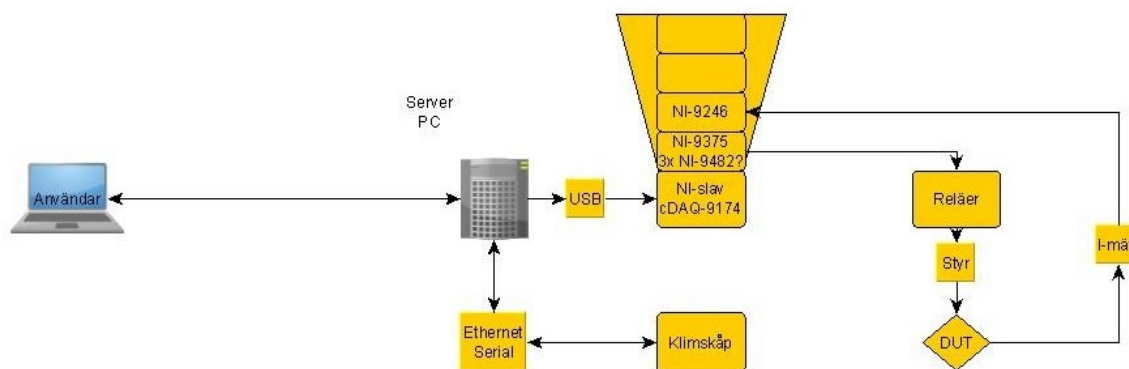 Server
PC
NI-9246
NI-9375
3x NI-9482?
NI-slav
cDAQ-9174
Användar
USB
Reläer
Styr
I-mä
DUT
Ethernet
Serial
Klimskåp